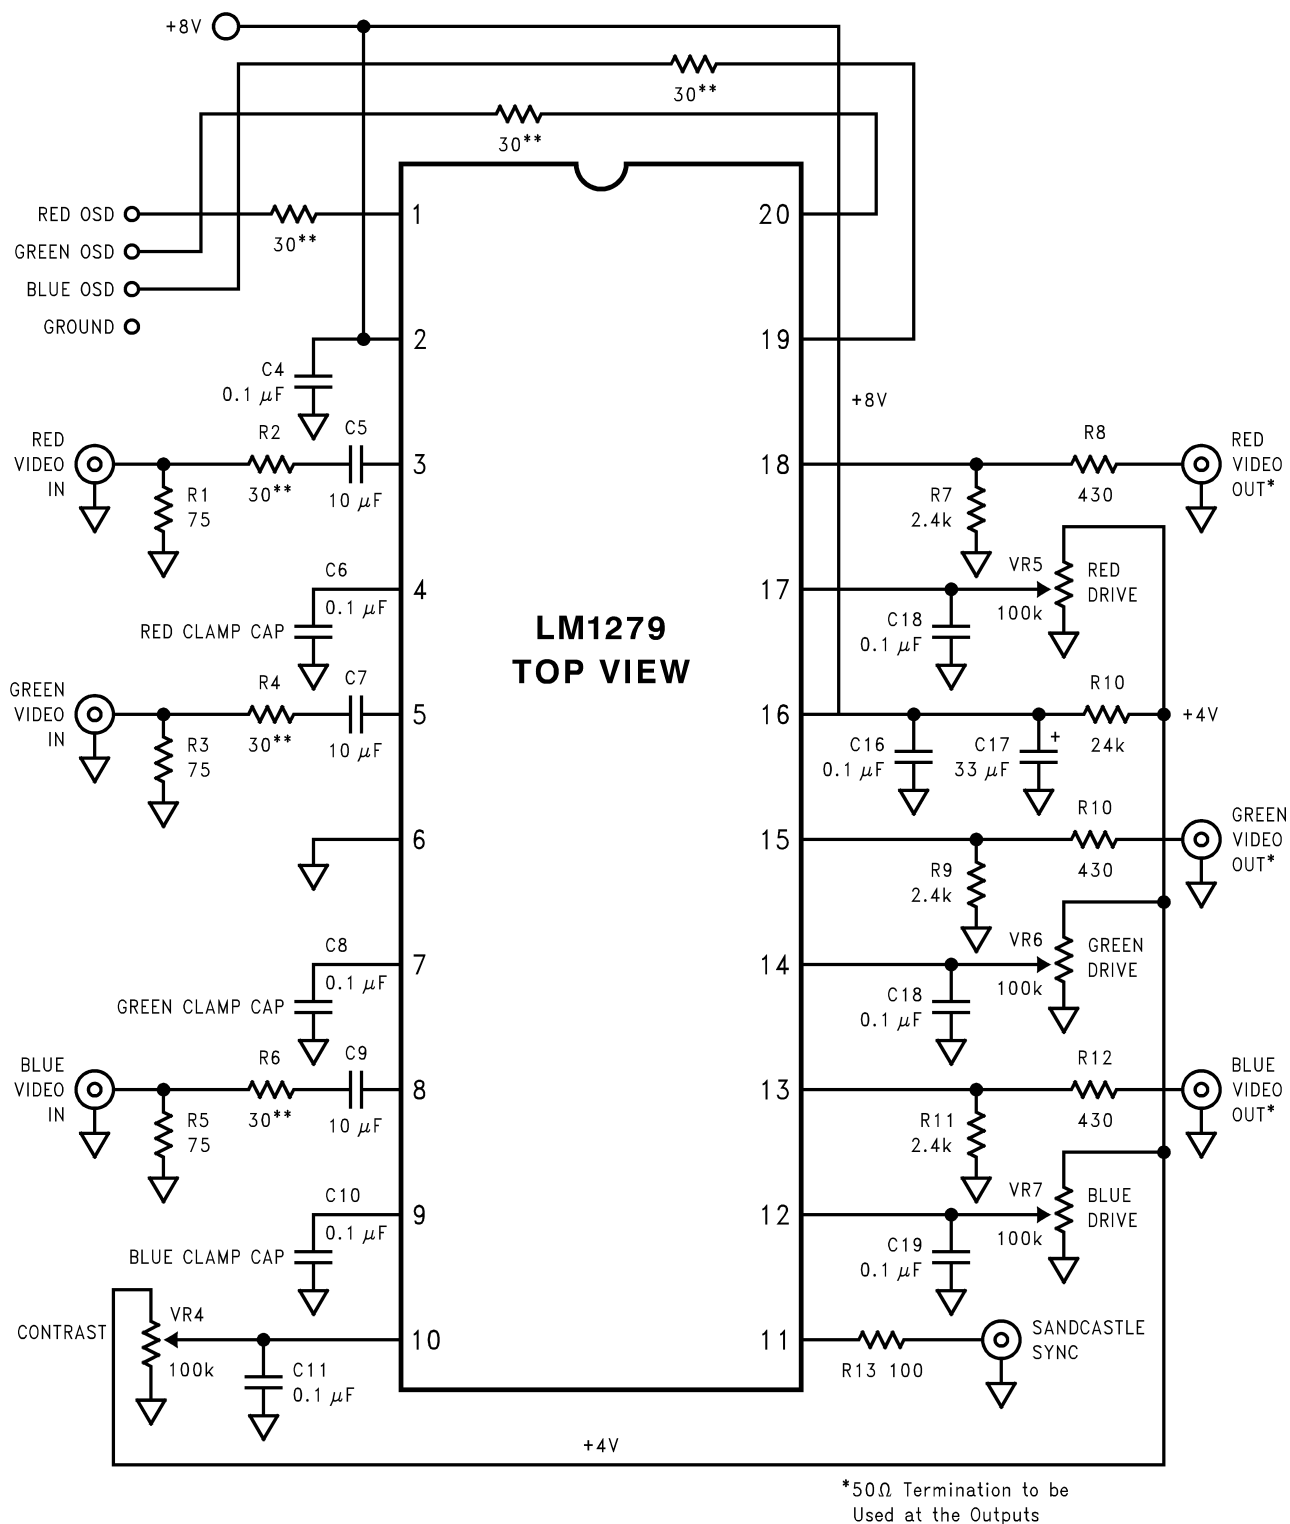 +8V
30**
30**
RED OSD
30**
GREEN OSD
BLUE OSD
GROUND
1
20
2
19
C4
0.1 µF
+8V
RED
VIDEO
IN
R2
30**
C5
10 µF
R1
75
3
18
R8
430
RED
VIDEO
OUT*
R7
2.4k
C6
0.1 µF
RED CLAMP CAP
4
17
VR5
100k
RED
DRIVE
C18
0.1 µF
LM1279
TOP VIEW
GREEN
VIDEO
IN
R4
30**
C7
10 µF
R3
75
5
16
R10
24k
+4V
C16
0.1 µF
C17
33 µF
+
6
15
R10
430
GREEN
VIDEO
OUT*
R9
2.4k
C8
0.1 µF
GREEN CLAMP CAP
7
14
VR6
100k
GREEN
DRIVE
C18
0.1 µF
BLUE
VIDEO
IN
R6
30**
C9
10 µF
R5
75
8
13
R12
430
BLUE
VIDEO
OUT*
R11
2.4k
C10
0.1 µF
BLUE CLAMP CAP
9
12
VR7
100k
BLUE
DRIVE
C19
0.1 µF
CONTRAST
VR4
100k
C11
0.1 µF
10
11
R13 100
SANDCASTLE
SYNC
+4V
*50Ω Termination to be
Used at the Outputs